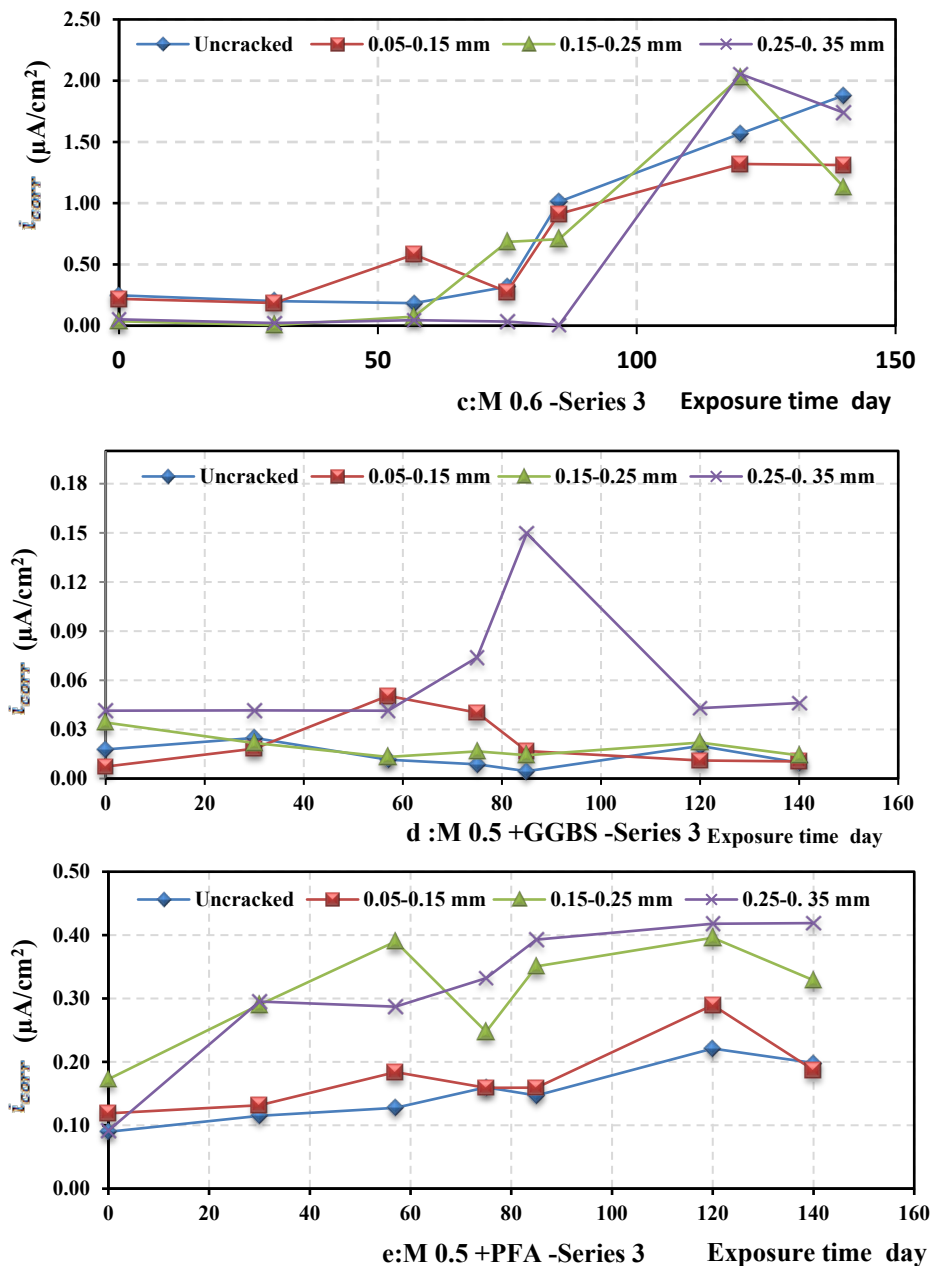 2.50
Uncracked 0.05-0.15 mm 0.15-0.25 mm 0.25-0. 35 mm
2.00
1.50
1.00
0.50
0.00
i_corr (µA/cm²)
0 50 100 150
c:M 0.6 -Series 3 Exposure time day
Uncracked 0.05-0.15 mm 0.15-0.25 mm 0.25-0. 35 mm
0.18
0.15
0.12
0.09
0.06
0.03
0.00
i_corr (µA/cm²)
0 20 40 60 80 100 120 140 160
d :M 0.5 +GGBS -Series 3 Exposure time day
0.50
Uncracked 0.05-0.15 mm 0.15-0.25 mm 0.25-0. 35 mm
0.40
0.30
0.20
0.10
0.00
i_corr (µA/cm²)
0 20 40 60 80 100 120 140 160
e:M 0.5 +PFA -Series 3 Exposure time day